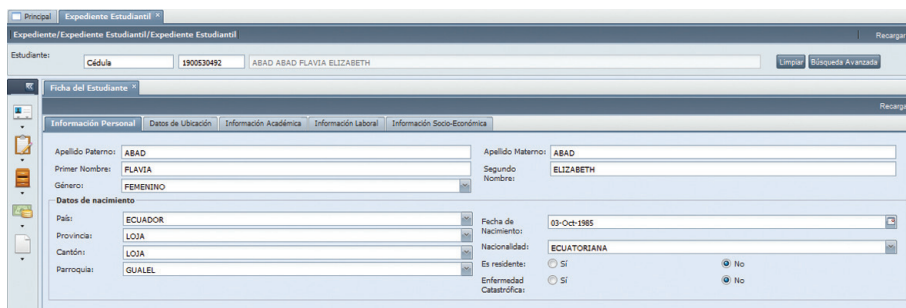 Principal Expediente Estudiantil
Expediente/Expediente Estudiantil/Expediente Estudiantil Recargar
Estudiante: Cédula 1900530492 ABAD ABAD FLAVIA ELIZABETH Limpiar Búsqueda Avanzada
Ficha del Estudiante
Recarga
Información Personal Datos de Ubicación Información Académica Información Laboral Información Socio-Económica
Apellido Paterno: ABAD Apellido Materno: ABAD
Primer Nombre: FLAVIA Segundo Nombre: ELIZABETH
Género: FEMENINO
Datos de nacimiento
País: ECUADOR Fecha de Nacimiento: 03-Oct-1985
Provincia: LOJA
Cantón: LOJA Nacionalidad: ECUATORIANA
Parroquia: GUALEL Es residente: Sí No
Enfermedad Catastrófica: Sí No